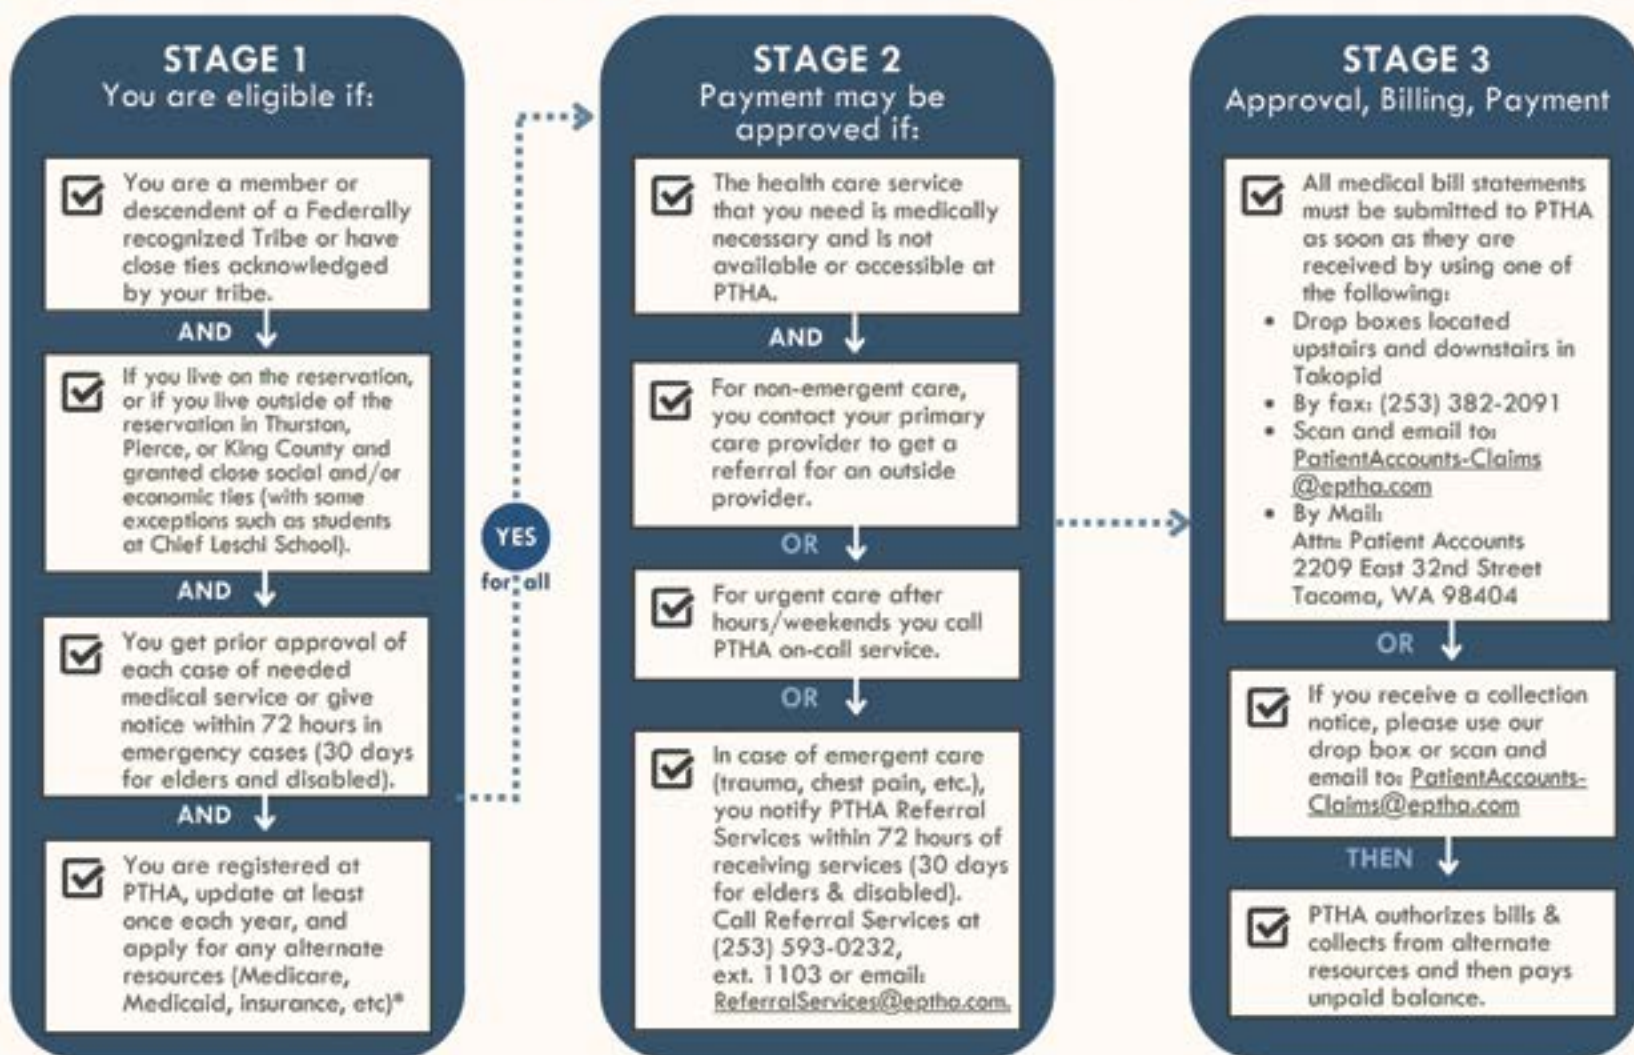 STAGE 1
You are eligible if:
You are a member or
descendent of a Federally
recognized Tribe or have
close ties acknowledged
by your tribe.
AND
If you live on the reservation,
or if you live outside of the
reservation in Thurston,
Pierce, or King County and
granted close social and/or
economic ties (with some
exceptions such as students
at Chief Leschi School).
AND
You get prior approval of
each case of needed
medical service or give
notice within 72 hours in
emergency cases (30 days
for elders and disabled).
AND
You are registered at
PTHA, update at least
once each year, and
apply for any alternate
resources (Medicare,
Medicaid, insurance, etc)*
YES
for all
STAGE 2
Payment may be
approved if:
The health care service
that you need is medically
necessary and is not
available or accessible at
PTHA.
AND
For non-emergent care,
you contact your primary
care provider to get a
referral for an outside
provider.
OR
For urgent care after
hours/weekends you call
PTHA on-call service.
OR
In case of emergent care
(trauma, chest pain, etc.),
you notify PTHA Referral
Services within 72 hours of
receiving services (30 days
for elders & disabled).
Call Referral Services at
(253) 593-0232,
ext. 1103 or email:
ReferralServices@eptha.com.
STAGE 3
Approval, Billing, Payment
All medical bill statements
must be submitted to PTHA
as soon as they are
received by using one of
the following:
• Drop boxes located
upstairs and downstairs in
Takopid
• By fax: (253) 382-2091
• Scan and email to:
PatientAccounts-Claims
@eptha.com
• By Mail:
Attn: Patient Accounts
2209 East 32nd Street
Tacoma, WA 98404
OR
If you receive a collection
notice, please use our
drop box or scan and
email to: PatientAccounts-
Claims@eptha.com
THEN
PTHA authorizes bills &
collects from alternate
resources and then pays
unpaid balance.